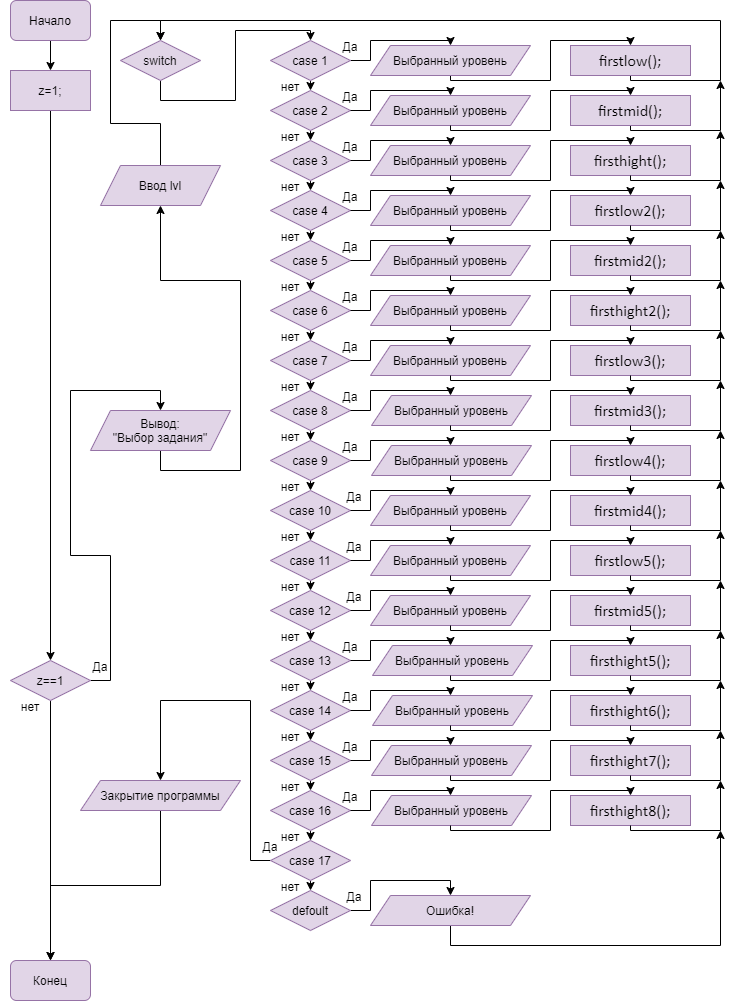 Начало
z=1;
switch
Ввод lvl
Вывод:
"Выбор задания"
z==1
Да
нет
Закрытие программы
Конец
case 1
Да
Выбранный уровень
firstlow();
нет
case 2
Да
Выбранный уровень
firstmid();
нет
case 3
Да
Выбранный уровень
firsthight();
нет
case 4
Да
Выбранный уровень
firstlow2();
нет
case 5
Да
Выбранный уровень
firstmid2();
нет
case 6
Да
Выбранный уровень
firsthight2();
нет
case 7
Да
Выбранный уровень
firstlow3();
нет
case 8
Да
Выбранный уровень
firstmid3();
нет
case 9
Да
Выбранный уровень
firstlow4();
нет
case 10
Да
Выбранный уровень
firstmid4();
нет
case 11
Да
Выбранный уровень
firstlow5();
нет
case 12
Да
Выбранный уровень
firstmid5();
нет
case 13
Да
Выбранный уровень
firsthight5();
нет
case 14
Да
Выбранный уровень
firsthight6();
нет
case 15
Да
Выбранный уровень
firsthight7();
нет
case 16
Да
Выбранный уровень
firsthight8();
нет
Да
case 17
нет
defoult
Да
Ошибка!